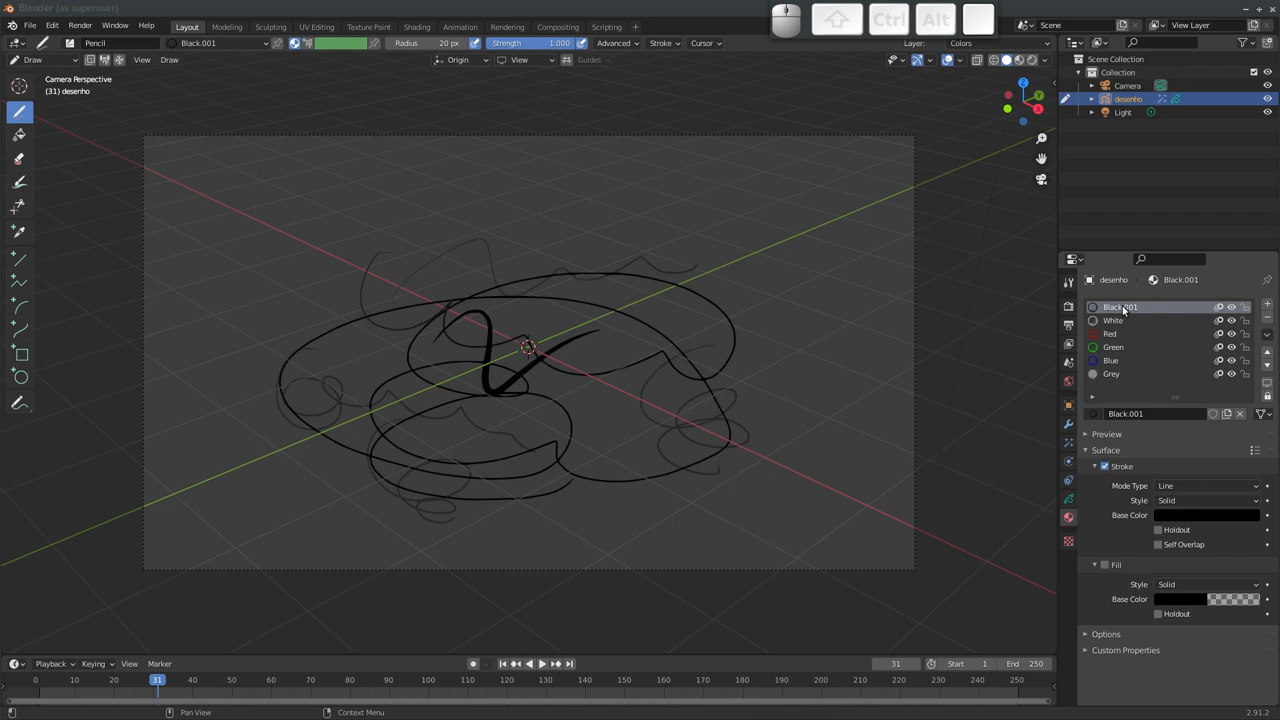 Blender (as superuser)
File Edit Render Window Help Layout Modeling Sculpting UV Editing Texture Paint Shading Animation Rendering Compositing Scripting + Ctrl Alt Scene View Layer
Pencil Black.001 Radius 20 px Strength 1.000 Advanced Stroke Cursor Layer: Colors
Draw View Draw Origin View Guides
Scene Collection
Collection
Camera
desenho
Light
Camera Perspective
(31) desenho
Z
Y
X
desenho Black.001
Black.001
White
Red
Green
Blue
Grey
Black.001
Preview
Surface
Stroke
Mode Type Line
Style Solid
Base Color
Holdout
Self Overlap
Fill
Style Solid
Base Color
Holdout
Options
Custom Properties
Playback Keying View Marker 31 Start 1 End 250
0 10 20 31 40 50 60 70 80 90 100 110 120 130 140 150 160 170 180 190 200 210 220 230 240 250
Pan View Context Menu 2.91.2